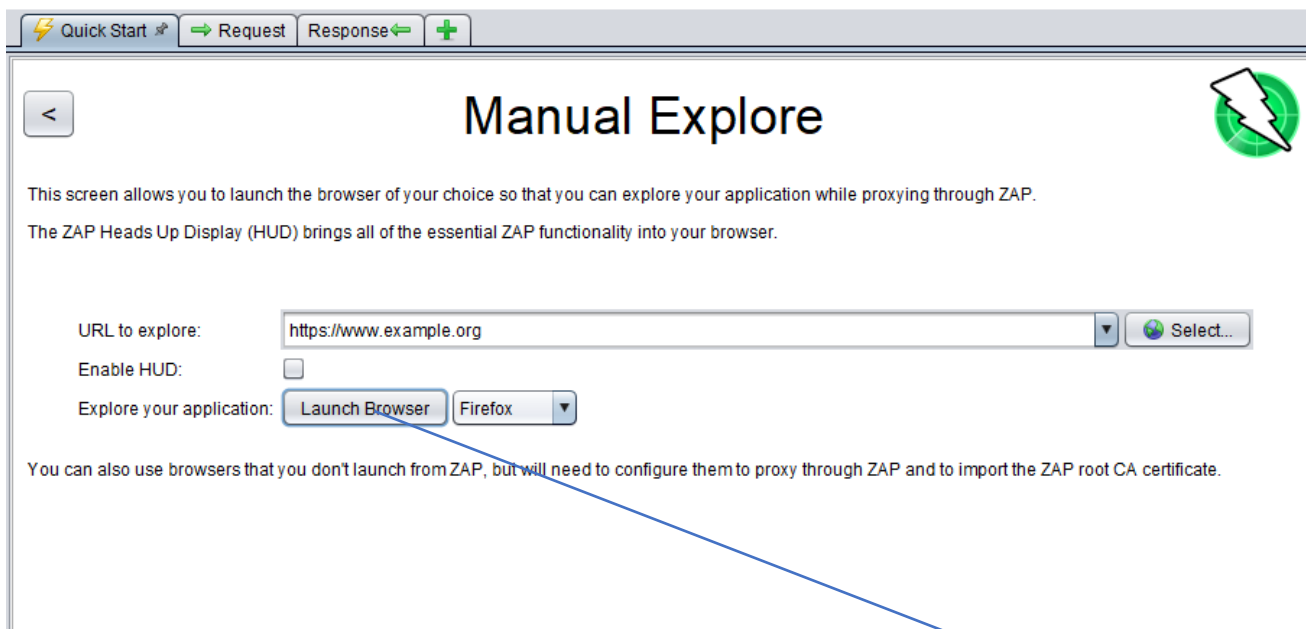 Quick Start
Request
Response
<
Manual Explore
This screen allows you to launch the browser of your choice so that you can explore your application while proxying through ZAP.
The ZAP Heads Up Display (HUD) brings all of the essential ZAP functionality into your browser.
URL to explore: https://www.example.org Select...
Enable HUD:
Explore your application: Launch Browser Firefox
You can also use browsers that you don't launch from ZAP, but will need to configure them to proxy through ZAP and to import the ZAP root CA certificate.